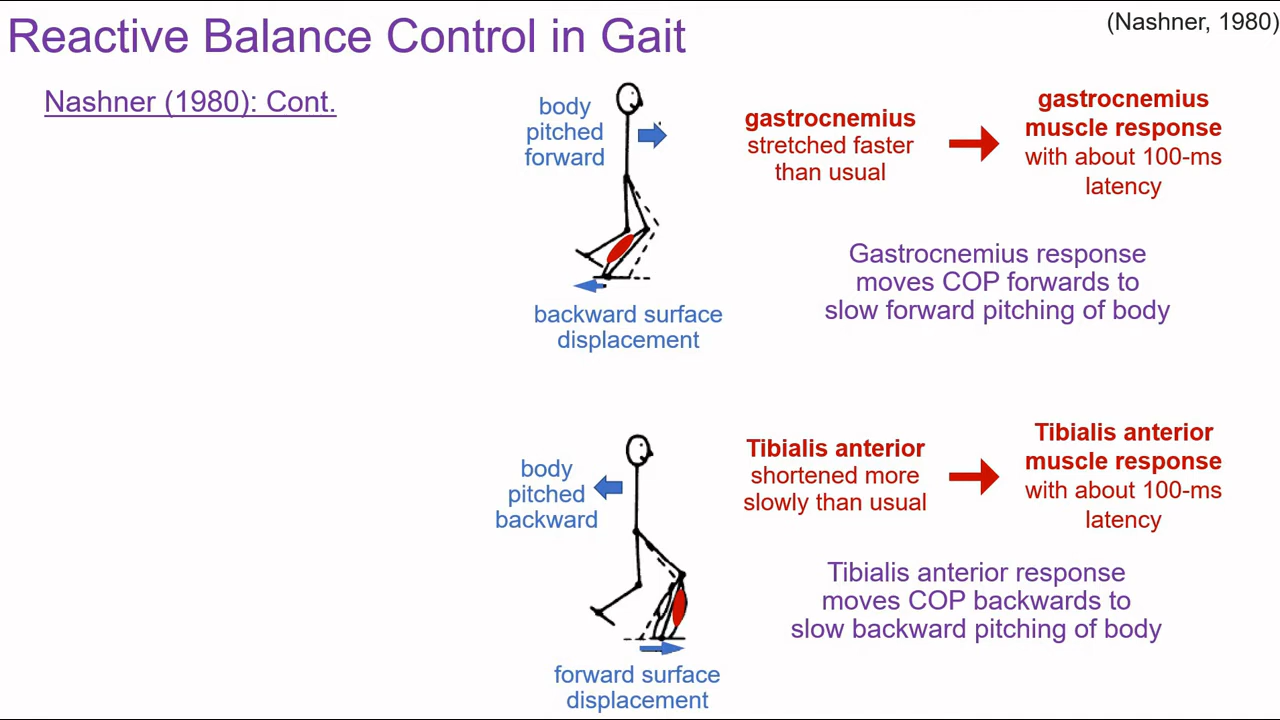 Reactive Balance Control in Gait
(Nashner, 1980)
Nashner (1980): Cont.
body
pitched
forward
gastrocnemius
stretched faster
than usual
gastrocnemius
muscle response
with about 100-ms
latency
Gastrocnemius response
moves COP forwards to
slow forward pitching of body
backward surface
displacement
body
pitched
backward
Tibialis anterior
shortened more
slowly than usual
Tibialis anterior
muscle response
with about 100-ms
latency
Tibialis anterior response
moves COP backwards to
slow backward pitching of body
forward surface
displacement